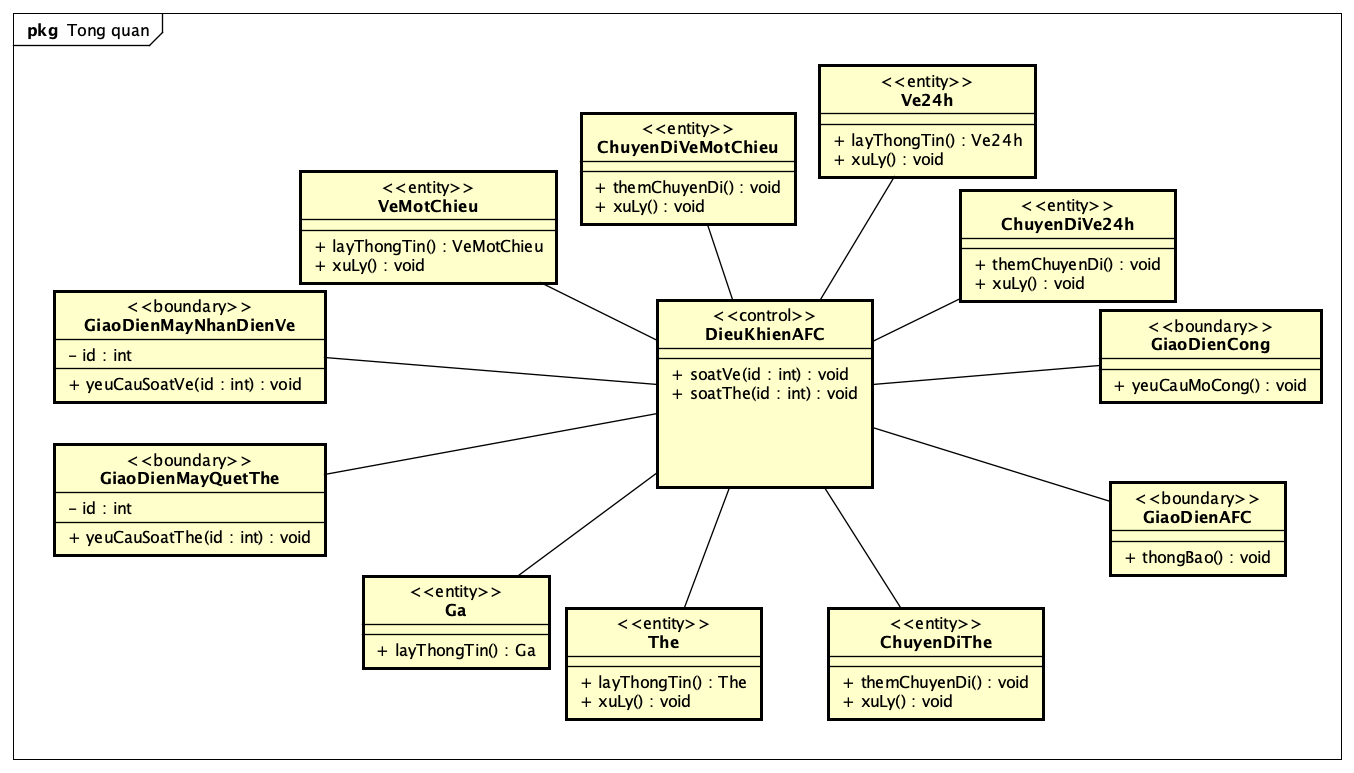 pkg Tong quan
<<entity>>
Ve24h
+ layThongTin() : Ve24h
+ xuLy() : void
<<entity>>
ChuyenDiVeMotChieu
+ themChuyenDi() : void
+ xuLy() : void
<<entity>>
VeMotChieu
+ layThongTin() : VeMotChieu
+ xuLy() : void
<<entity>>
ChuyenDiVe24h
+ themChuyenDi() : void
+ xuLy() : void
<<boundary>>
GiaoDienMayNhanDienVe
- id : int
+ yeuCauSoatVe(id : int) : void
<<control>>
DieuKhienAFC
+ soatVe(id : int) : void
+ soatThe(id : int) : void
<<boundary>>
GiaoDienCong
+ yeuCauMoCong() : void
<<boundary>>
GiaoDienMayQuetThe
- id : int
+ yeuCauSoatThe(id : int) : void
<<boundary>>
GiaoDienAFC
+ thongBao() : void
<<entity>>
Ga
+ layThongTin() : Ga
<<entity>>
The
+ layThongTin() : The
+ xuLy() : void
<<entity>>
ChuyenDiThe
+ themChuyenDi() : void
+ xuLy() : void